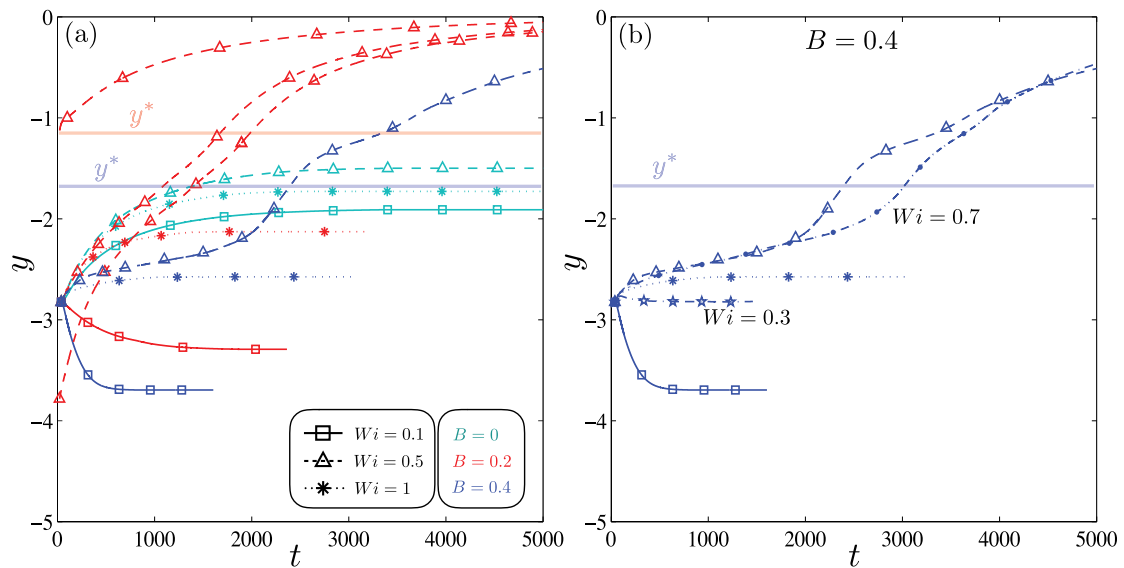 (a)
y*
y*
y
0
−1
−2
−3
−4
−5
0 1000 2000 3000 4000 5000
t
Wi = 0.1
Wi = 0.5
Wi = 1
B = 0
B = 0.2
B = 0.4
(b)
B = 0.4
y*
Wi = 0.7
Wi = 0.3
y
0
−1
−2
−3
−4
−5
0 1000 2000 3000 4000 5000
t